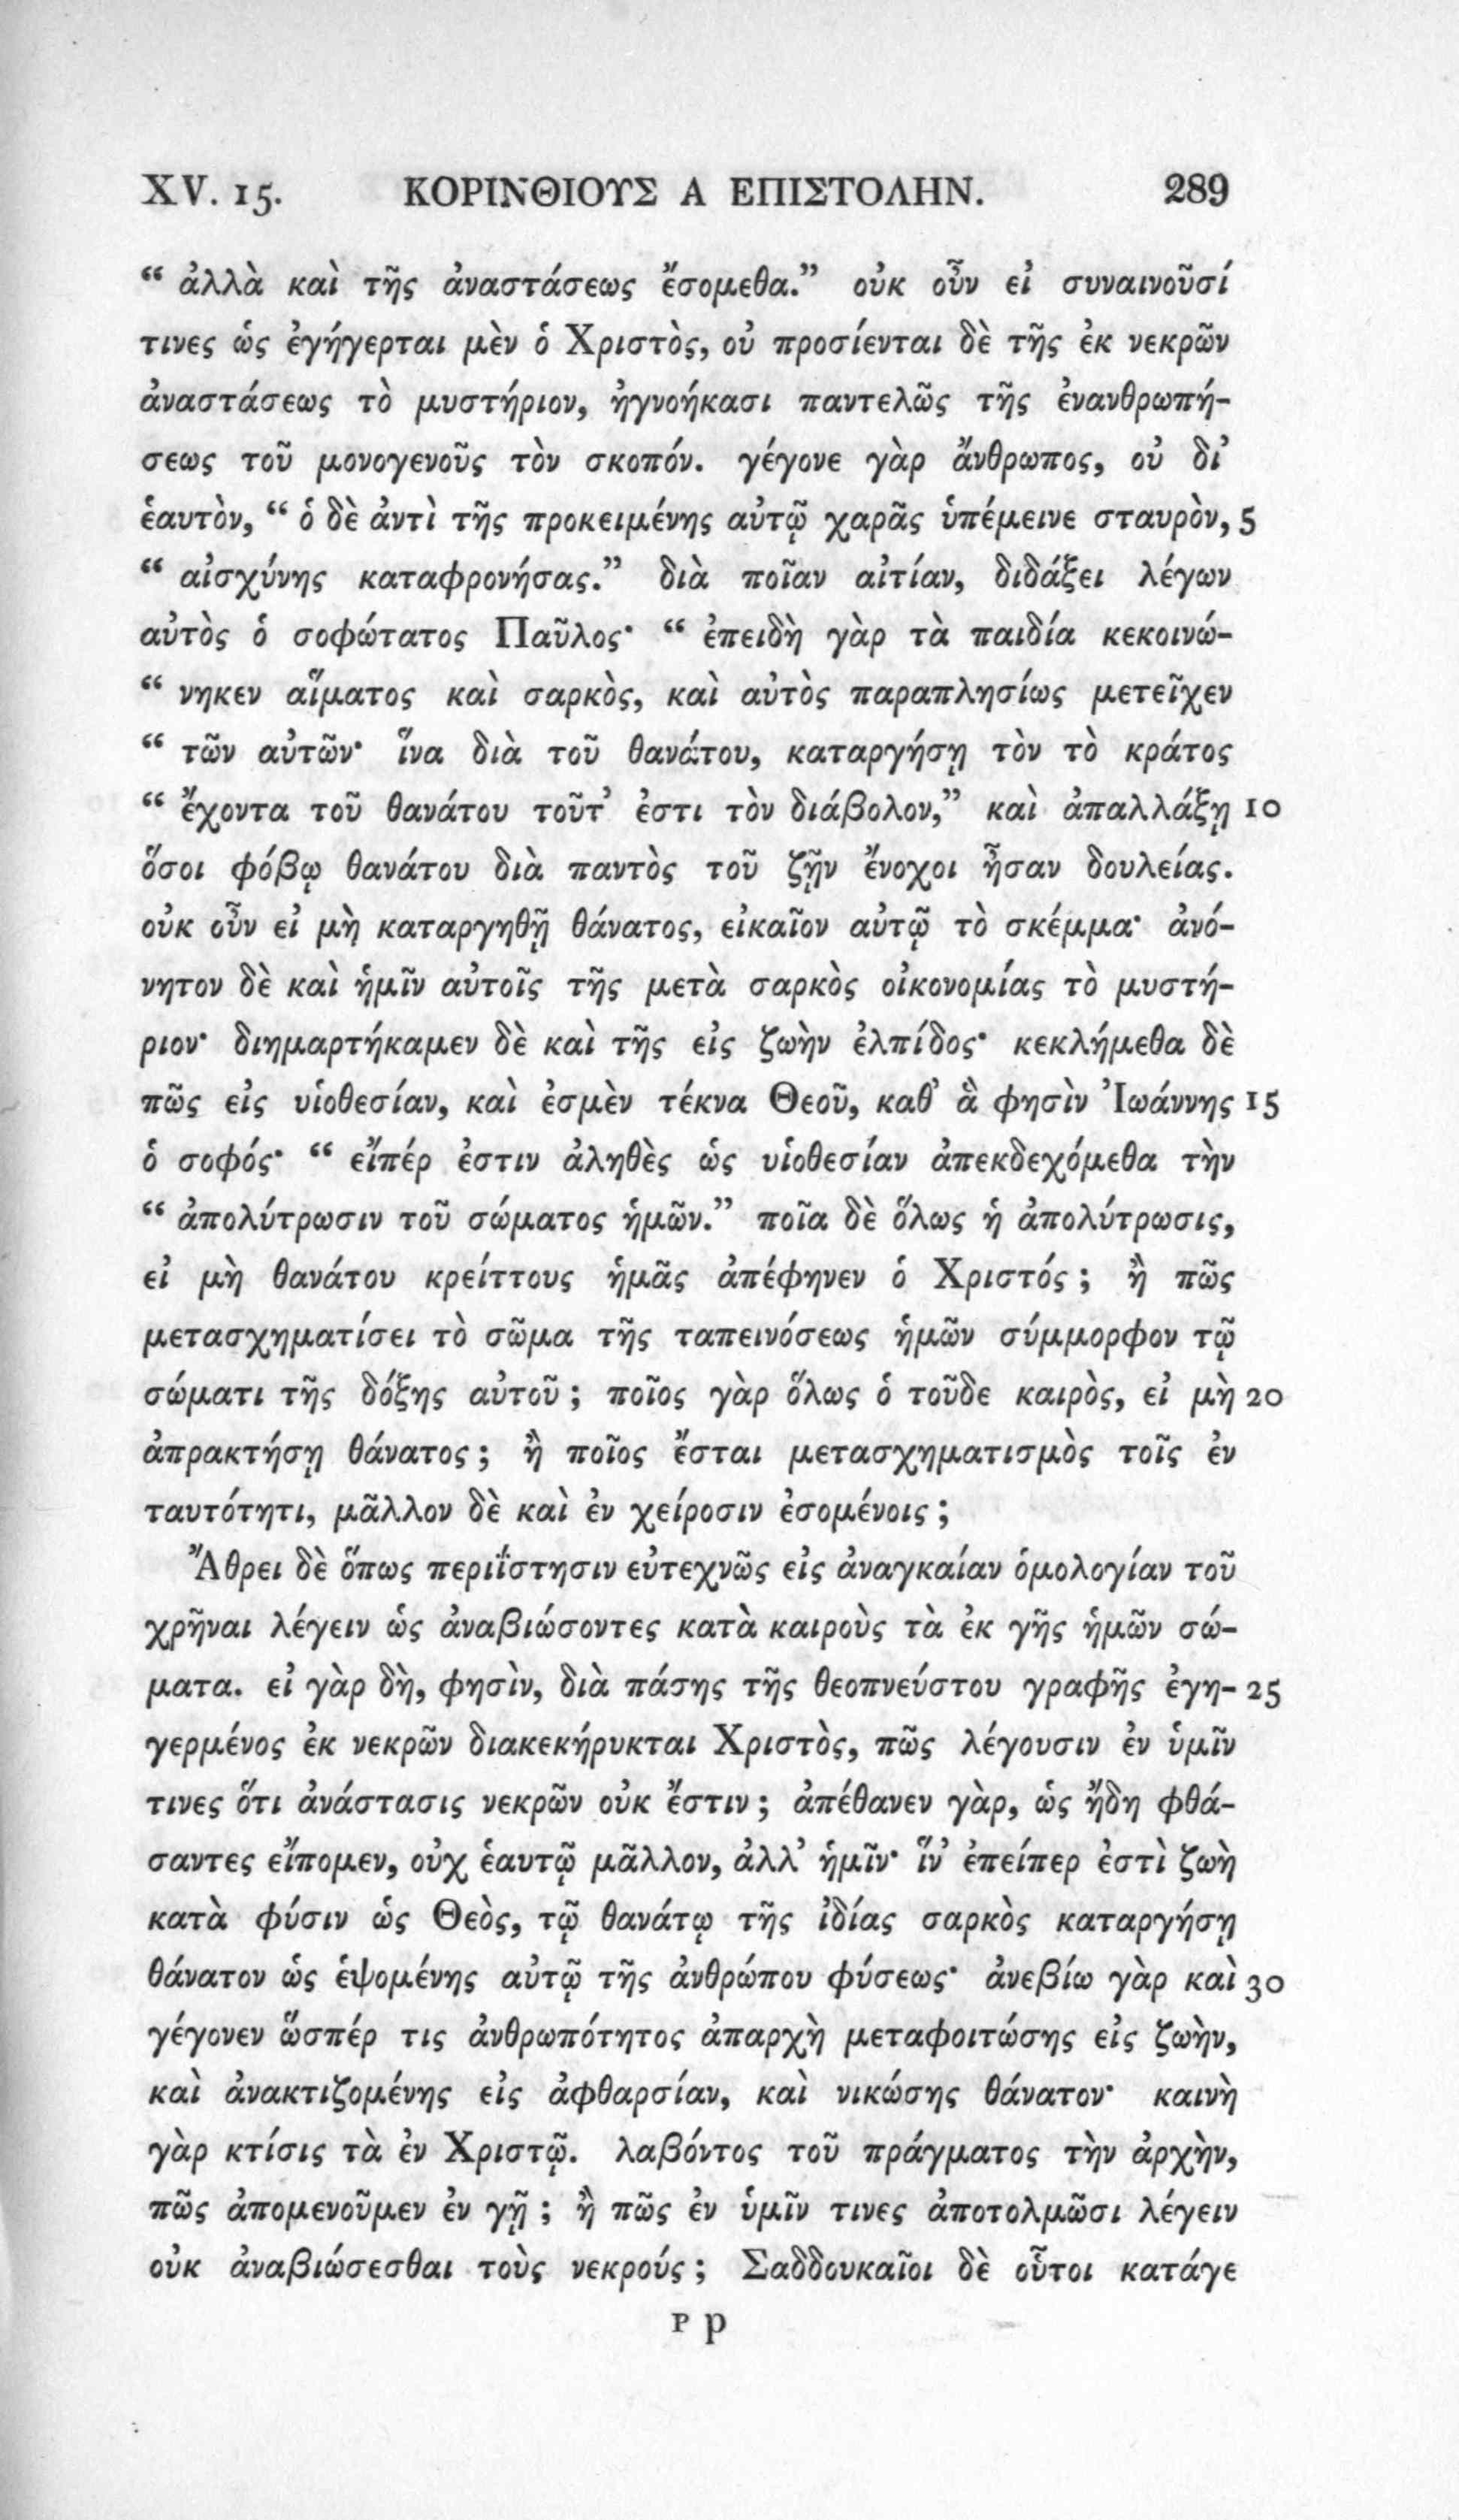 XV. 15. ΚΟΡΙΝΘΙΟΥΣ Α ΕΠΙΣΤΟΛΗΝ. 289
“ ἀλλὰ καὶ τῆς ἀναστάσεως ἔσομεθα.” οὐκ οὖν εἰ συναινοῦσί
τινες ὡς ἐγήγερται μὲν ὁ Χριστὸς, οὐ προσίενται δὲ τῆς ἐκ νεκρῶν
ἀναστάσεως τὸ μυστήριον, ἠγνοήκασι παντελῶς τῆς ἐνανθρωπή-
σεως τοῦ μονογενοῦς τὸν σκοπόν. γέγονε γὰρ ἄνθρωπος, οὐ δι’
ἑαυτὸν, “ ὁ δὲ ἀντὶ τῆς προκειμένης αὐτῷ χαρᾶς ὑπέμεινε σταυρὸν, 5
“ αἰσχύνης καταφρονήσας.” διὰ ποῖαν αἰτίαν, διδάξει λέγων
αὐτὸς ὁ σοφώτατος Παῦλος· “ ἐπειδὴ γὰρ τὰ παιδία κεκοινώ-
“ νηκεν αἵματος καὶ σαρκὸς, καὶ αὐτὸς παραπλησίως μετεῖχεν
“ τῶν αὐτῶν· ἵνα διὰ τοῦ θανάτου, καταργήσῃ τὸν τὸ κράτος
“ ἔχοντα τοῦ θανάτου τοῦτ’ ἐστι τὸν διάβολον,” καὶ ἀπαλλάξῃ 10
ὅσοι φόβῳ θανάτου διὰ παντὸς τοῦ ζῇν ἔνοχοι ἦσαν δουλείας.
οὐκ οὖν εἰ μὴ καταργηθῇ θάνατος, εἰκαῖον αὐτῷ τὸ σκέμμα· ἀνό-
νητον δὲ καὶ ἡμῖν αὐτοῖς τῆς μετὰ σαρκὸς οἰκονομίας τὸ μυστή-
ριον· διημαρτήκαμεν δὲ καὶ τῆς εἰς ζωὴν ἐλπίδος· κεκλήμεθα δὲ
πῶς εἰς υἱοθεσίαν, καὶ ἐσμὲν τέκνα Θεοῦ, καθ’ ἃ φησὶν Ἰωάννης 15
ὁ σοφός· “ εἴπέρ ἐστιν ἀληθὲς ὡς υἱοθεσίαν ἀπεκδεχόμεθα τὴν
“ ἀπολύτρωσιν τοῦ σώματος ἡμῶν.” ποῖα δὲ ὅλως ἡ ἀπολύτρωσις,
εἰ μὴ θανάτου κρείττους ἡμᾶς ἀπέφηνεν ὁ Χριστός ; ἢ πῶς
μετασχηματίσει τὸ σῶμα τῆς ταπεινόσεως ἡμῶν σύμμορφον τῷ
σώματι τῆς δόξης αὐτοῦ ; ποῖος γὰρ ὅλως ὁ τοῦδε καιρὸς, εἰ μὴ 20
ἀπρακτήσῃ θάνατος ; ἢ ποῖος ἔσται μετασχηματισμὸς τοῖς ἐν
ταυτότητι, μᾶλλον δὲ καὶ ἐν χείροσιν ἐσομένοις ;
Ἄθρει δὲ ὅπως περιΐστησιν εὐτεχνῶς εἰς ἀναγκαίαν ὁμολογίαν τοῦ
χρῆναι λέγειν ὡς ἀναβιώσοντες κατὰ καιροὺς τὰ ἐκ γῆς ἡμῶν σώ-
ματα. εἰ γὰρ δὴ, φησὶν, διὰ πάσης τῆς θεοπνεύστου γραφῆς ἐγη- 25
γερμένος ἐκ νεκρῶν διακεκήρυκται Χριστὸς, πῶς λέγουσιν ἐν ὑμῖν
τινες ὅτι ἀνάστασις νεκρῶν οὐκ ἔστιν ; ἀπέθανεν γὰρ, ὡς ἤδη φθά-
σαντες εἴπομεν, οὐχ ἑαυτῷ μᾶλλον, ἀλλ’ ἡμῖν· ἵν’ ἐπείπερ ἐστὶ ζωὴ
κατὰ φύσιν ὡς Θεὸς, τῷ θανάτῳ τῆς ἰδίας σαρκὸς καταργήσῃ
θάνατον ὡς ἑψομένης αὐτῷ τῆς ἀνθρώπου φύσεως· ἀνεβίω γὰρ καὶ 30
γέγονεν ὥσπέρ τις ἀνθρωπότητος ἀπαρχὴ μεταφοιτώσης εἰς ζωὴν,
καὶ ἀνακτιζομένης εἰς ἀφθαρσίαν, καὶ νικώσης θάνατον· καινὴ
γὰρ κτίσις τὰ ἐν Χριστῷ. λαβόντος τοῦ πράγματος τὴν ἀρχὴν,
πῶς ἀπομενοῦμεν ἐν γῇ ; ἢ πῶς ἐν ὑμῖν τινες ἀποτολμῶσι λέγειν
οὐκ ἀναβιώσεσθαι τοὺς νεκρούς ; Σαδδουκαῖοι δὲ οὗτοι κατάγε
P p